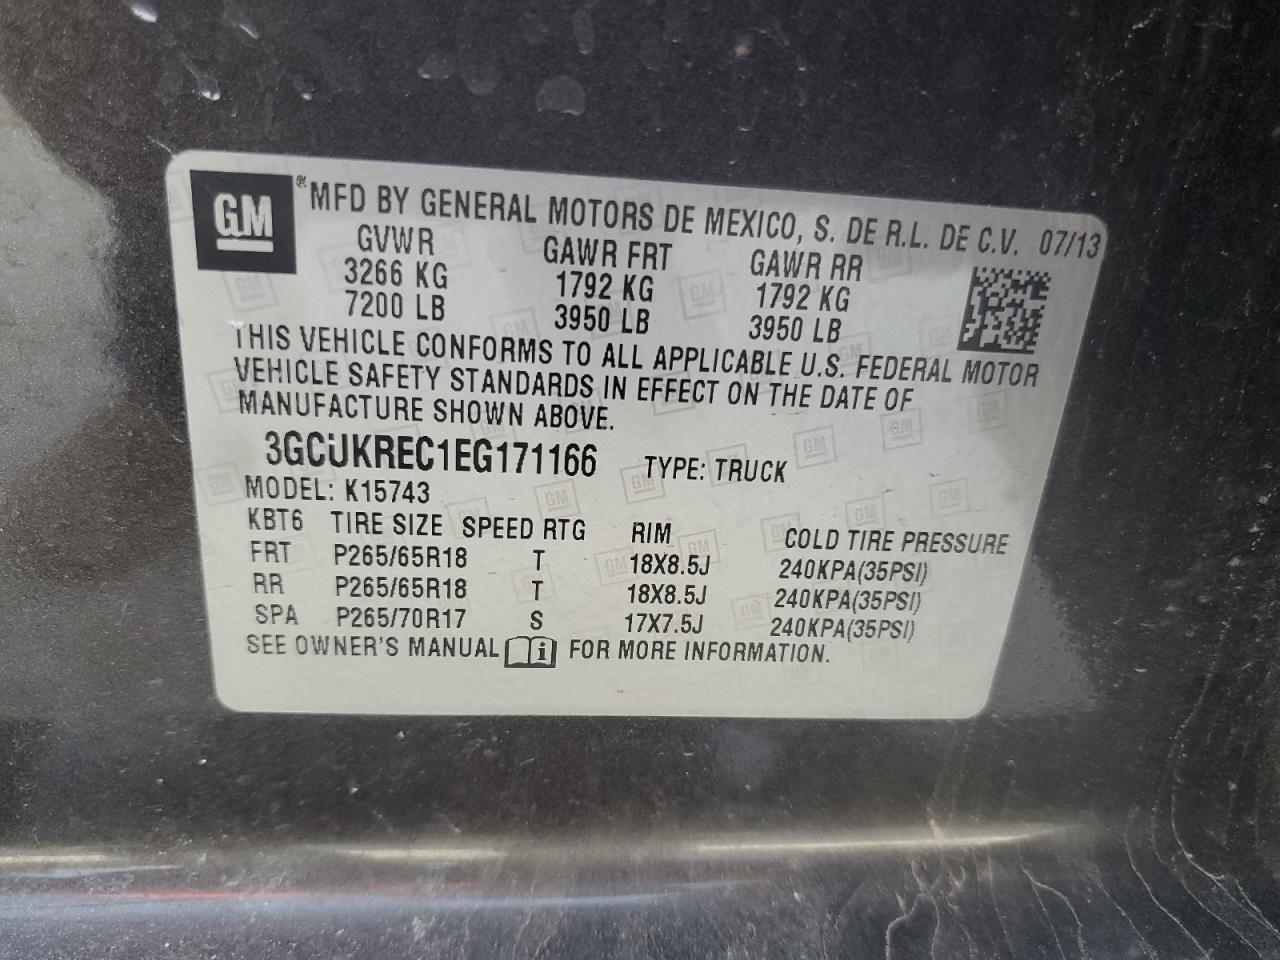 GM ® MFD BY GENERAL MOTORS DE MEXICO, S. DE R.L. DE C.V. 07/13
GVWR GAWR FRT GAWR RR
3266 KG 1792 KG 1792 KG
7200 LB 3950 LB 3950 LB
THIS VEHICLE CONFORMS TO ALL APPLICABLE U.S. FEDERAL MOTOR
VEHICLE SAFETY STANDARDS IN EFFECT ON THE DATE OF
MANUFACTURE SHOWN ABOVE.
3GCUKREC1EG171166 TYPE: TRUCK
MODEL: K15743
KBT6 TIRE SIZE SPEED RTG RIM COLD TIRE PRESSURE
FRT P265/65R18 T 18X8.5J 240KPA(35PSI)
RR P265/65R18 T 18X8.5J 240KPA(35PSI)
SPA P265/70R17 S 17X7.5J 240KPA(35PSI)
SEE OWNER'S MANUAL i FOR MORE INFORMATION.